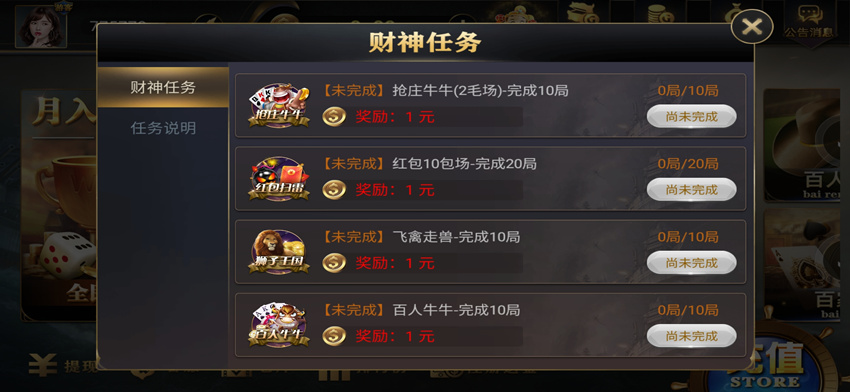 公告消息
财神任务
财神任务
任务说明
抢庄牛牛
【未完成】抢庄牛牛(2毛场)-完成10局
奖励：1 元
0局/10局
尚未完成
红包扫雷
【未完成】红包10包场-完成20局
奖励：1 元
0局/20局
尚未完成
狮子王国
【未完成】飞禽走兽-完成10局
奖励：1 元
0局/10局
尚未完成
百人牛牛
【未完成】百人牛牛-完成10局
奖励：1 元
0局/10局
尚未完成
月入
百人
bai ren
提现
充值
STORE